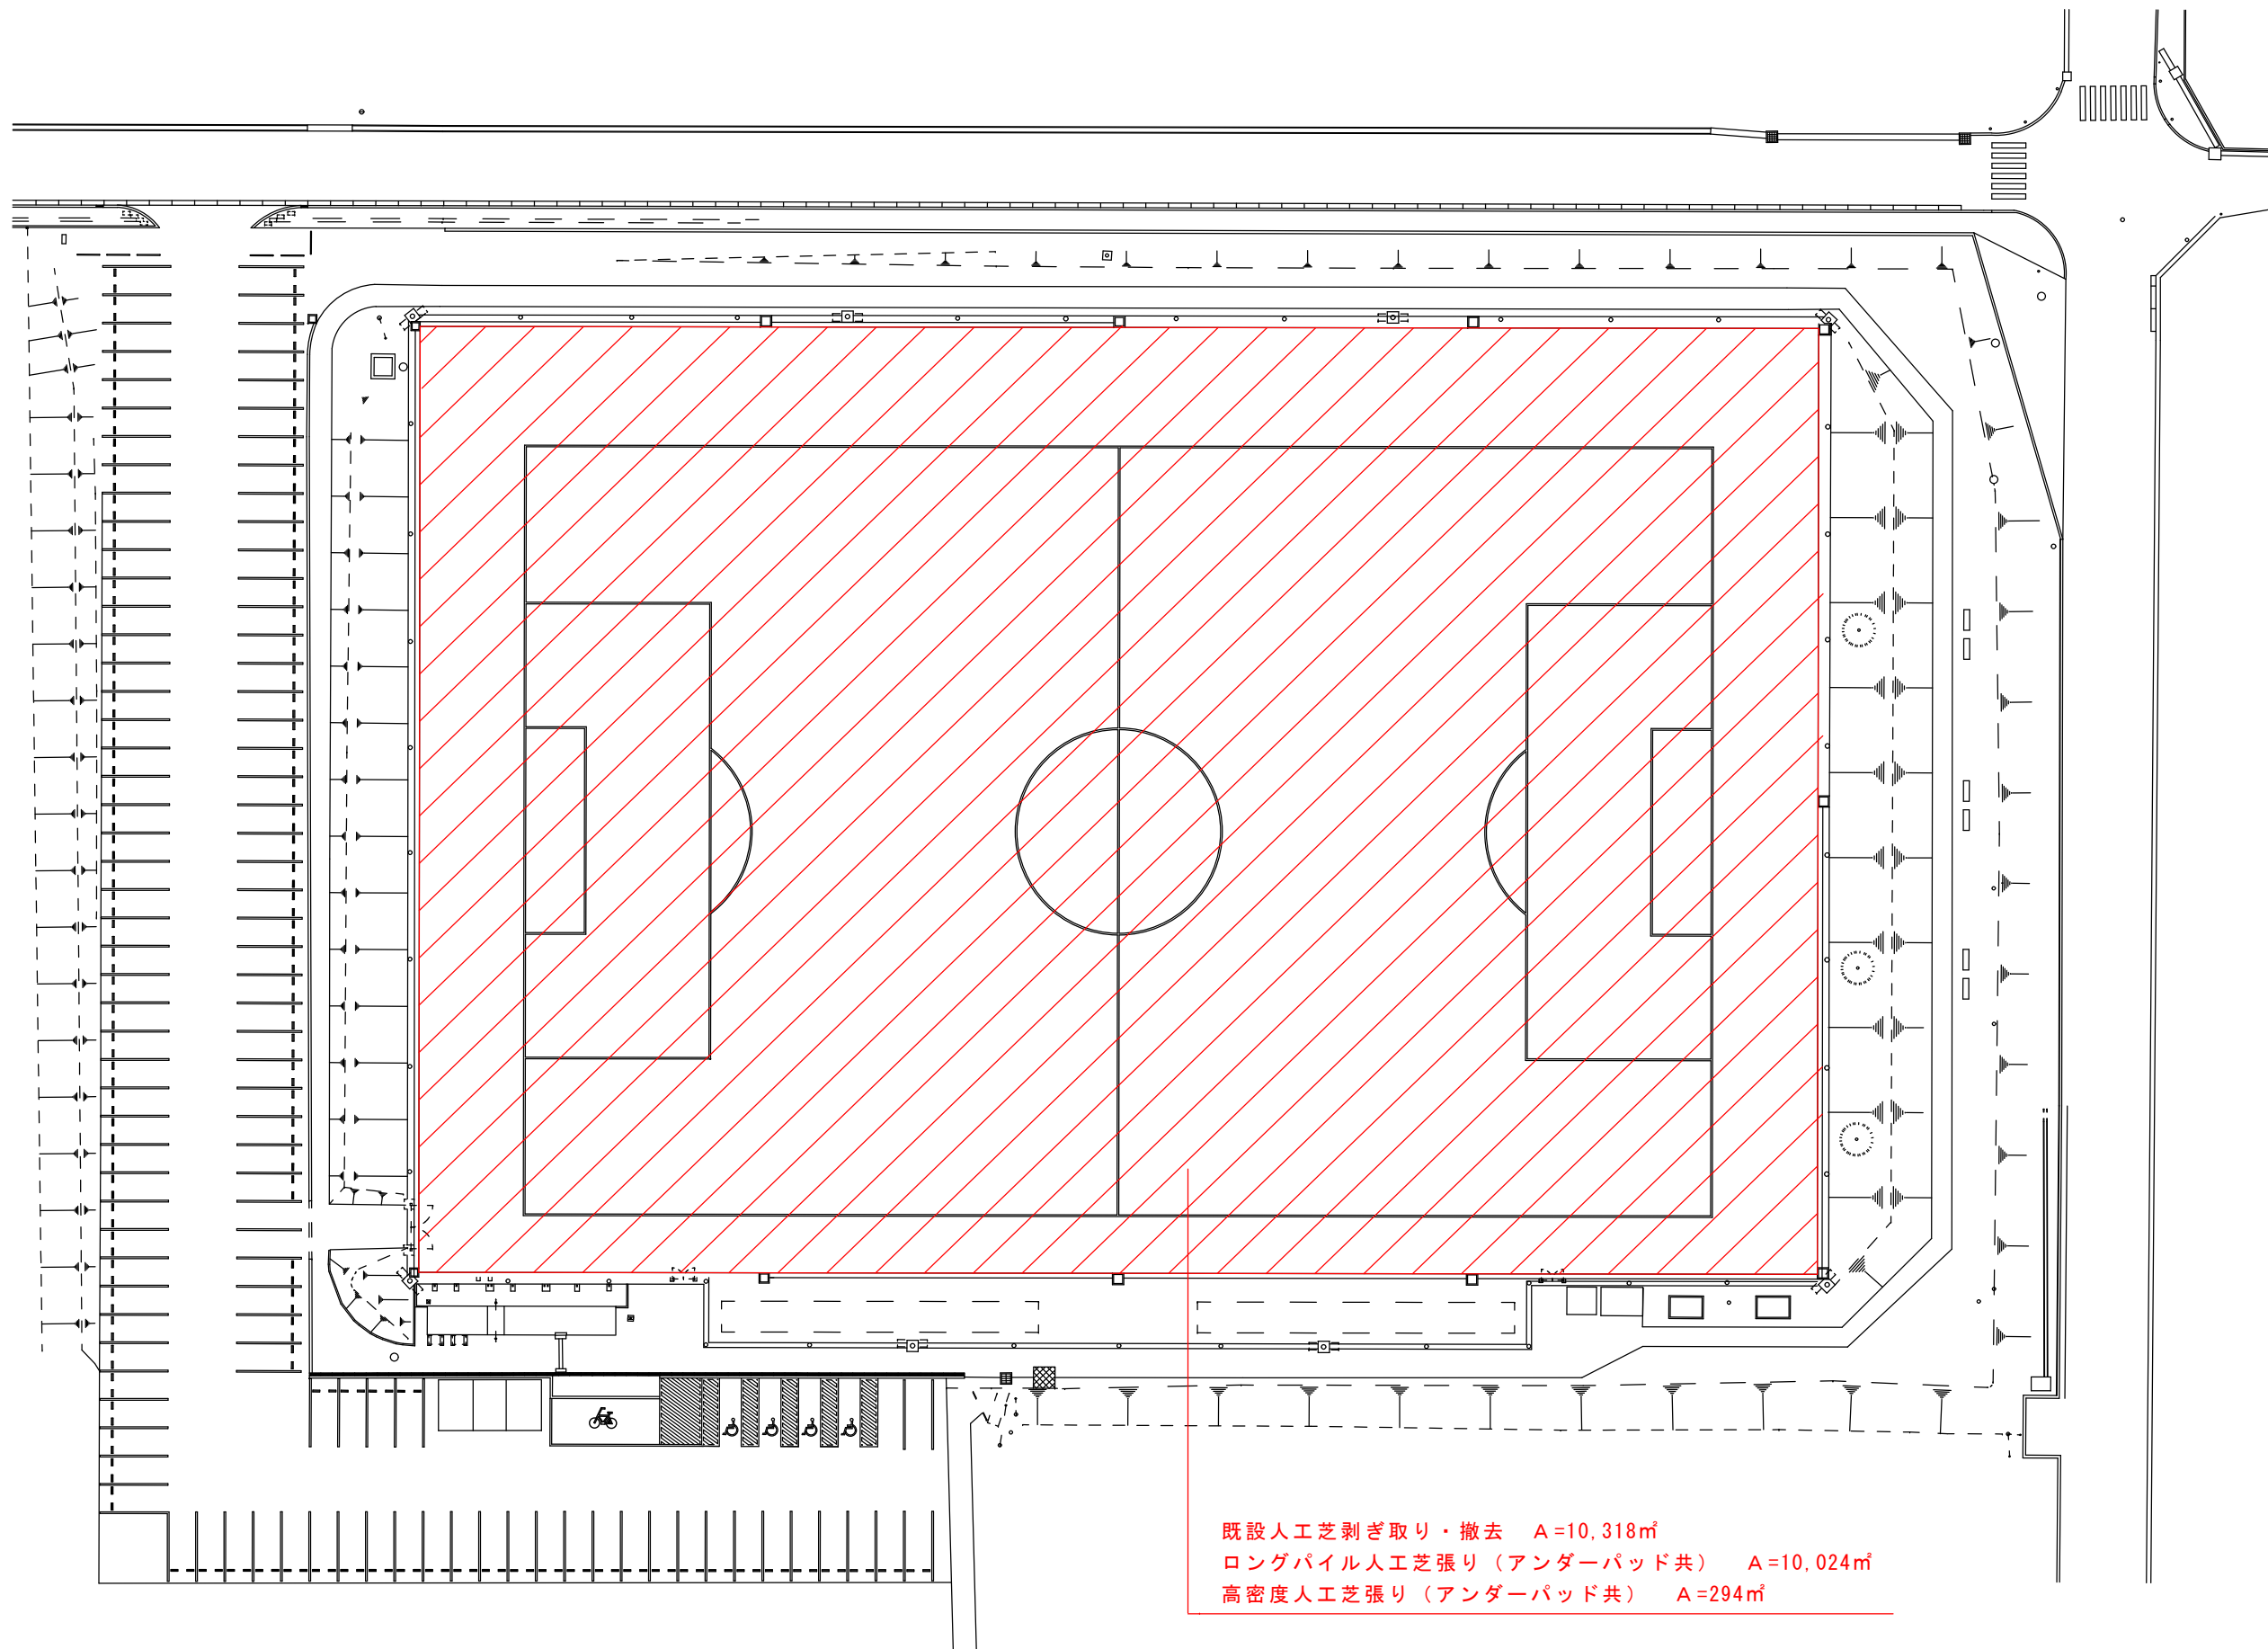 既設人工芝剥ぎ取り・撤去　A=10,318㎡
ロングパイル人工芝張り（アンダーパッド共）　A=10,024㎡
高密度人工芝張り（アンダーパッド共）　A=294㎡